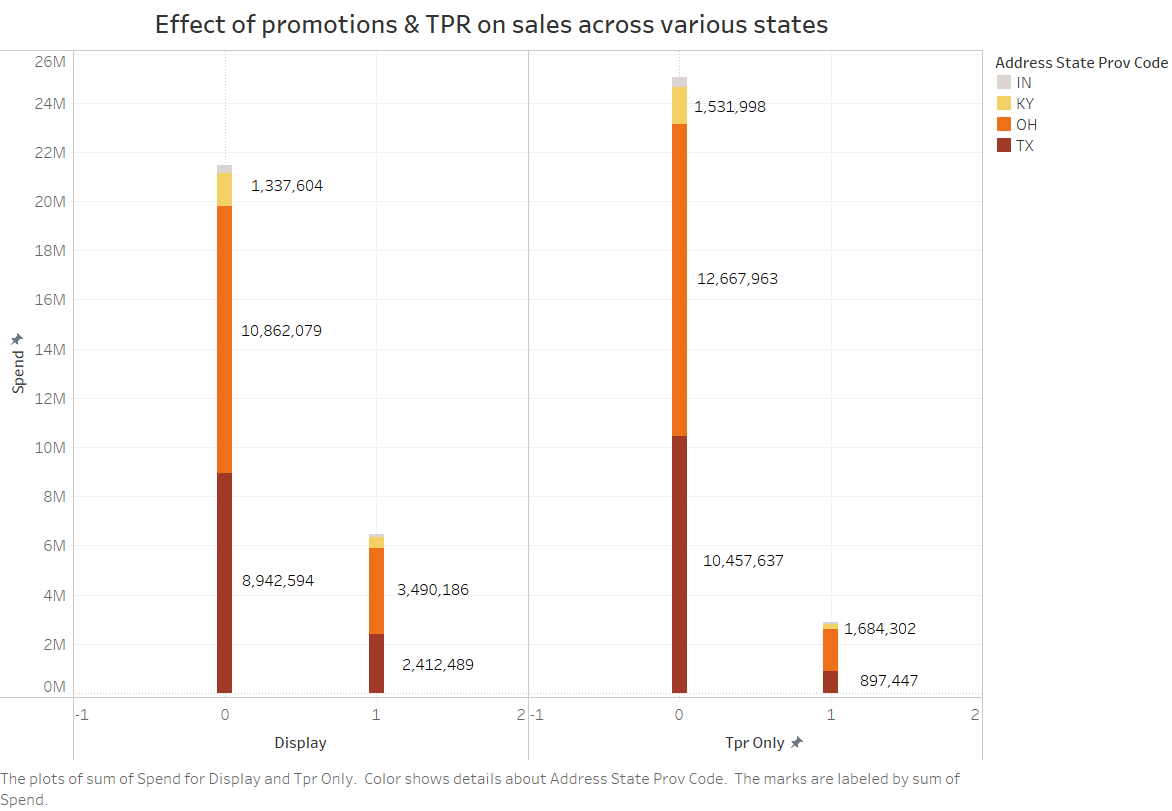 Effect of promotions & TPR on sales across various states
Address State Prov Code
IN
KY
OH
TX
Spend
26M
24M
22M
20M
18M
16M
14M
12M
10M
8M
6M
4M
2M
0M
1,337,604
10,862,079
8,942,594
3,490,186
2,412,489
1,531,998
12,667,963
10,457,637
1,684,302
897,447
-1 0 1 2 -1 0 1 2
Display
Tpr Only
The plots of sum of Spend for Display and Tpr Only. Color shows details about Address State Prov Code. The marks are labeled by sum of
Spend.